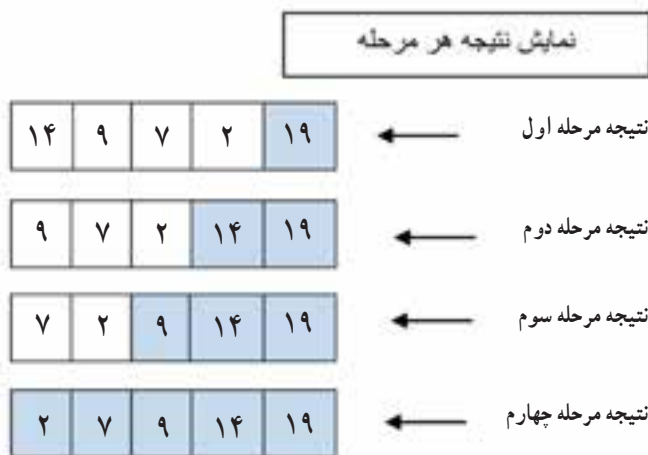 نمایش نتیجه هر مرحله
نتیجه مرحله اول
۱۴ ۹ ۷ ۲ ۱۹
نتیجه مرحله دوم
۹ ۷ ۲ ۱۴ ۱۹
نتیجه مرحله سوم
۷ ۲ ۹ ۱۴ ۱۹
نتیجه مرحله چهارم
۲ ۷ ۹ ۱۴ ۱۹